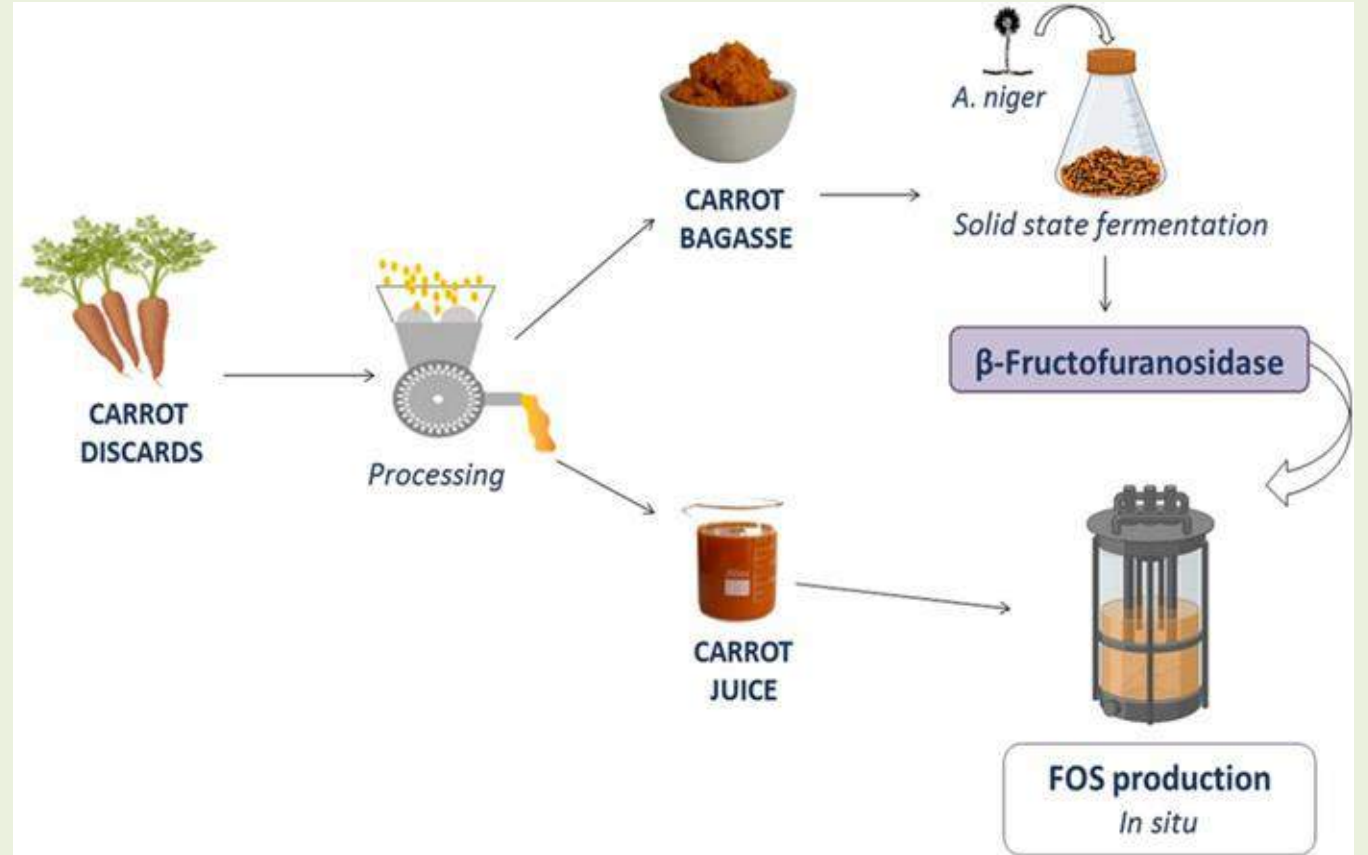 CARROT
DISCARDS
Processing
CARROT
BAGASSE
A. niger
Solid state fermentation
β-Fructofuranosidase
CARROT
JUICE
FOS production
In situ